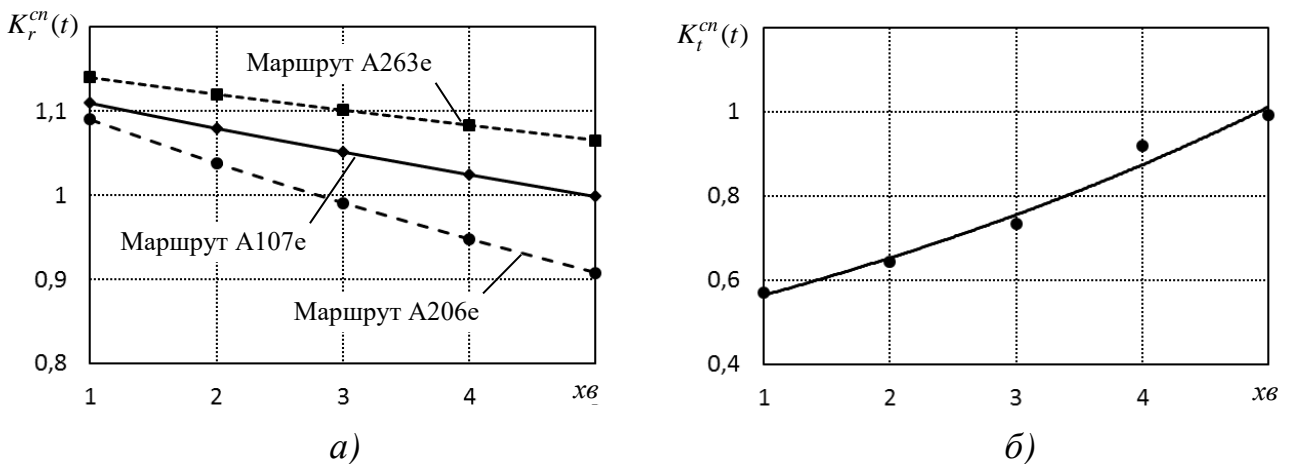 K_r^{сп}(t)
Маршрут А263е
1,1
1
Маршрут А107е
0,9
Маршрут А206е
0,8
1 2 3 4 хв
а)
K_t^{сп}(t)
1
0,8
0,6
0,4
1 2 3 4 хв
б)